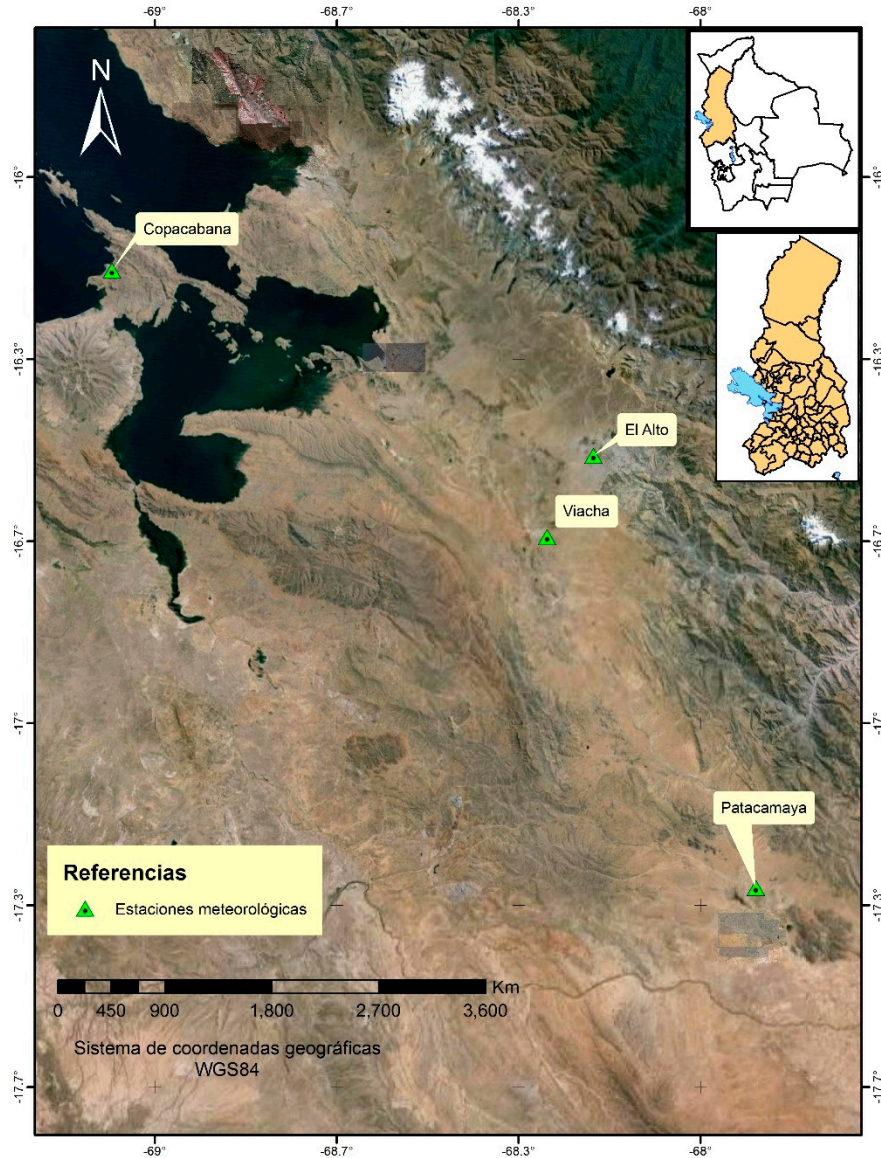 -69° -68.7° -68.3° -68°
N
-16° -16°
Copacabana
-16.3° -16.3°
El Alto
Viacha
-16.7° -16.7°
-17° -17°
Patacamaya
Referencias
Estaciones meteorológicas
-17.3° -17.3°
Km
0 450 900 1,800 2,700 3,600
Sistema de coordenadas geográficas
WGS84
-17.7° -17.7°
-69° -68.7° -68.3° -68°